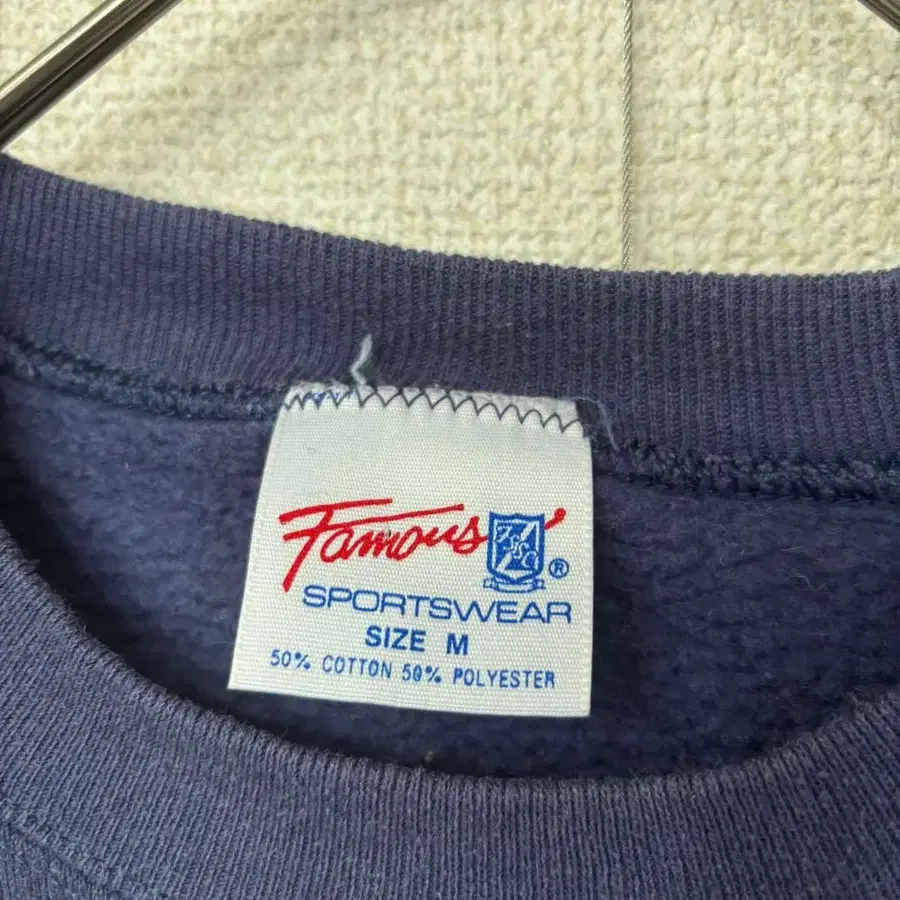 Famous
SPORTSWEAR
SIZE M
50% COTTON 50% POLYESTER